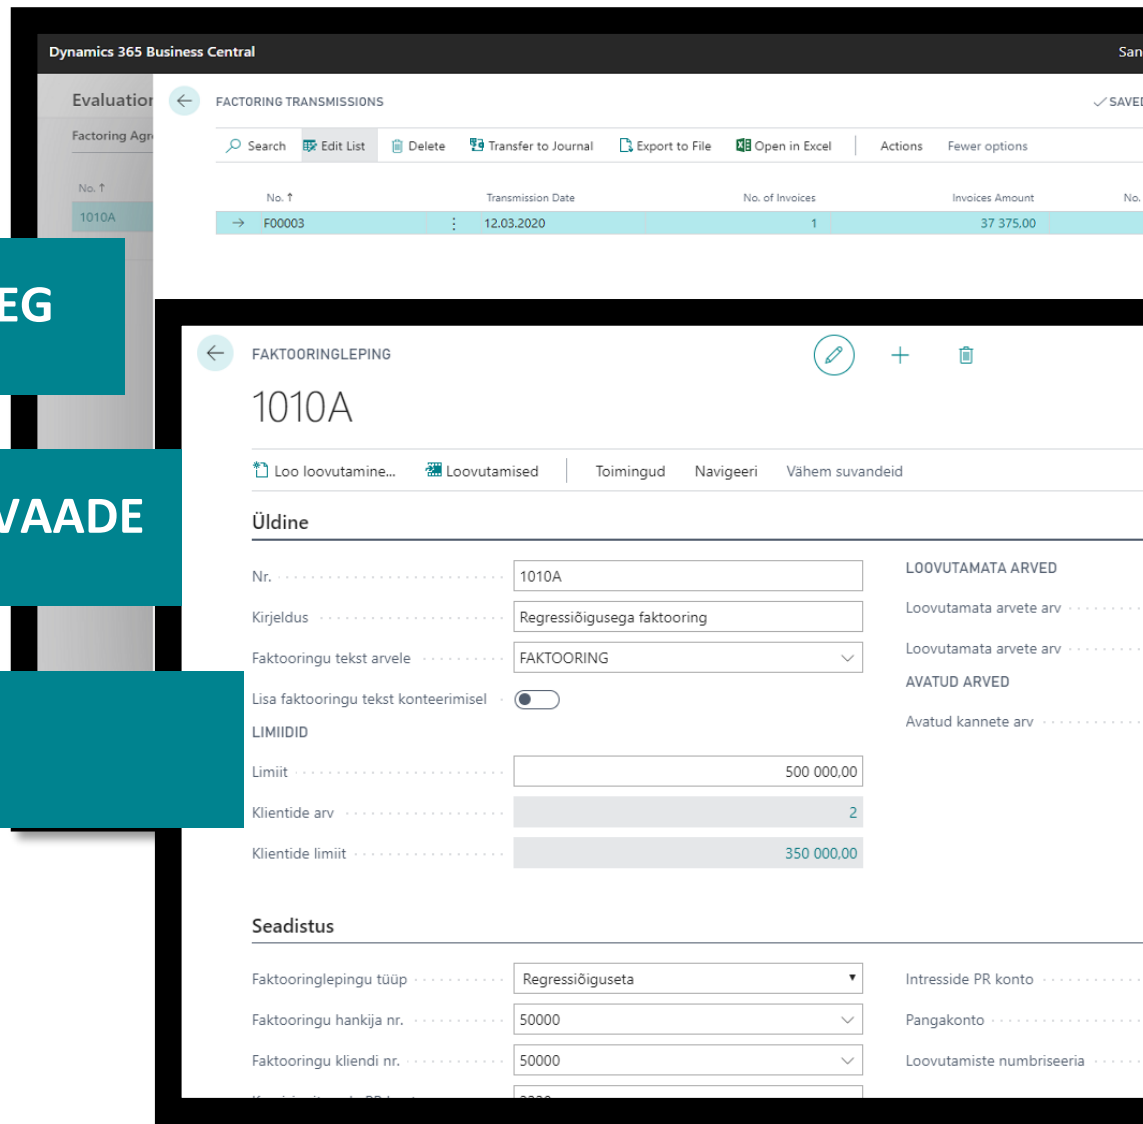 Dynamics 365 Business Central
San
Evaluation
FACTORING TRANSMISSIONS
SAVED
Factoring Agr
Search Edit List Delete Transfer to Journal Export to File Open in Excel Actions Fewer options
No. ↑
No. ↑ Transmission Date No. of Invoices Invoices Amount No.
1010A
→ F00003 12.03.2020 1 37 375,00
EG
FAKTOORINGLEPING
1010A
Loo loovutamine... Loovutamised Toimingud Navigeeri Vähem suvandeid
VAADE
Üldine
Nr. 1010A
Kirjeldus Regressiõigusega faktooring
Faktooringu tekst arvele FAKTOORING
Lisa faktooringu tekst konteerimisel
LIMIIDID
Limiit 500 000,00
Klientide arv 2
Klientide limiit 350 000,00
LOOVUTAMATA ARVED
Loovutamata arvete arv
Loovutamata arvete arv
AVATUD ARVED
Avatud kannete arv
Seadistus
Faktooringlepingu tüüp Regressiõiguseta
Faktooringu hankija nr. 50000
Faktooringu kliendi nr. 50000
Intresside PR konto
Pangakonto
Loovutamiste numbriseeria